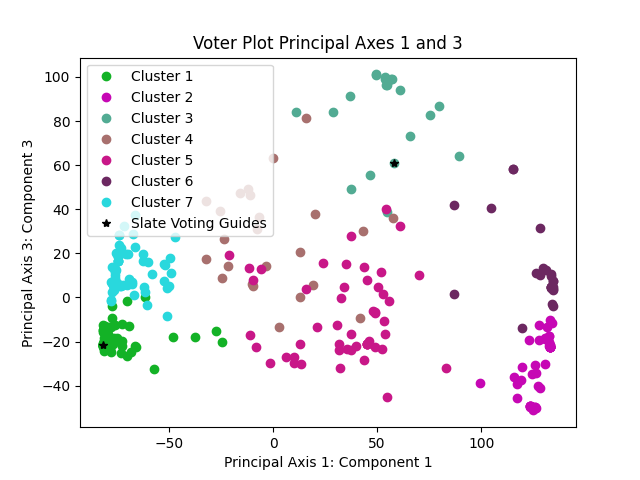 Voter Plot Principal Axes 1 and 3
Cluster 1
Cluster 2
Cluster 3
Cluster 4
Cluster 5
Cluster 6
Cluster 7
Slate Voting Guides
100
80
60
40
20
0
−20
−40
Principal Axis 3: Component 3
−50
0
50
100
Principal Axis 1: Component 1